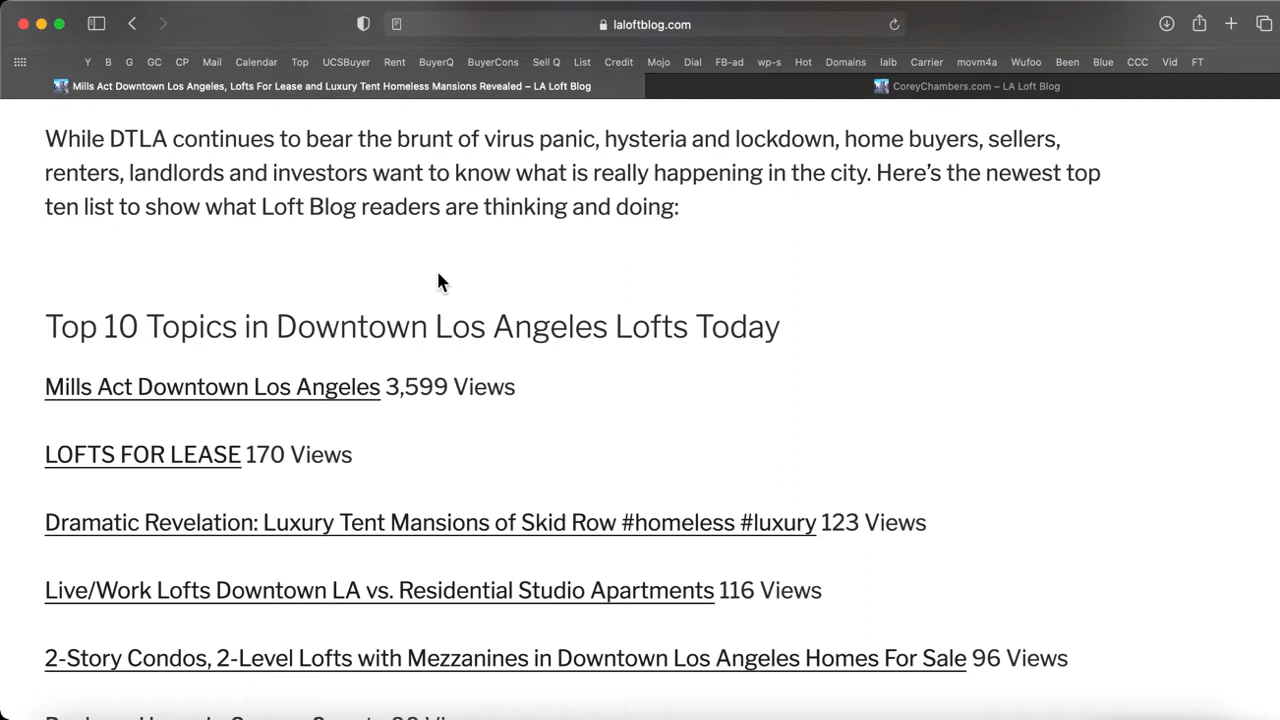 laloftblog.com
Y B G GC CP Mail Calendar Top UCSBuyer Rent BuyerQ BuyerCons Sell Q List Credit Mojo Dial FB-ad wp-s Hot Domains lalb Carrier movm4a Wufoo Been Blue CCC Vid FT
Mills Act Downtown Los Angeles, Lofts For Lease and Luxury Tent Homeless Mansions Revealed – LA Loft Blog
CoreyChambers.com – LA Loft Blog
While DTLA continues to bear the brunt of virus panic, hysteria and lockdown, home buyers, sellers,
renters, landlords and investors want to know what is really happening in the city. Here’s the newest top
ten list to show what Loft Blog readers are thinking and doing:
Top 10 Topics in Downtown Los Angeles Lofts Today
Mills Act Downtown Los Angeles 3,599 Views
LOFTS FOR LEASE 170 Views
Dramatic Revelation: Luxury Tent Mansions of Skid Row #homeless #luxury 123 Views
Live/Work Lofts Downtown LA vs. Residential Studio Apartments 116 Views
2-Story Condos, 2-Level Lofts with Mezzanines in Downtown Los Angeles Homes For Sale 96 Views